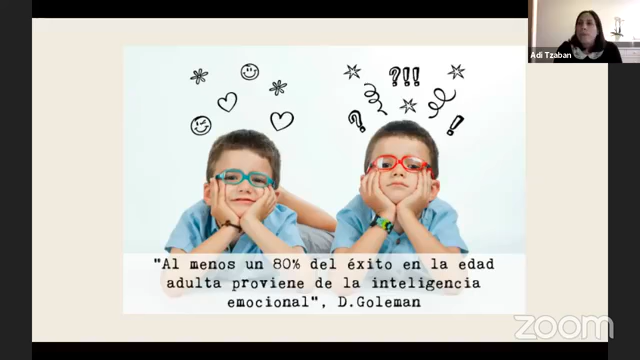 Adi Tzaban
?!!!
?
!
"Al menos un 80% del éxito en la edad
adulta proviene de la inteligencia
emocional", D.Goleman
zoom